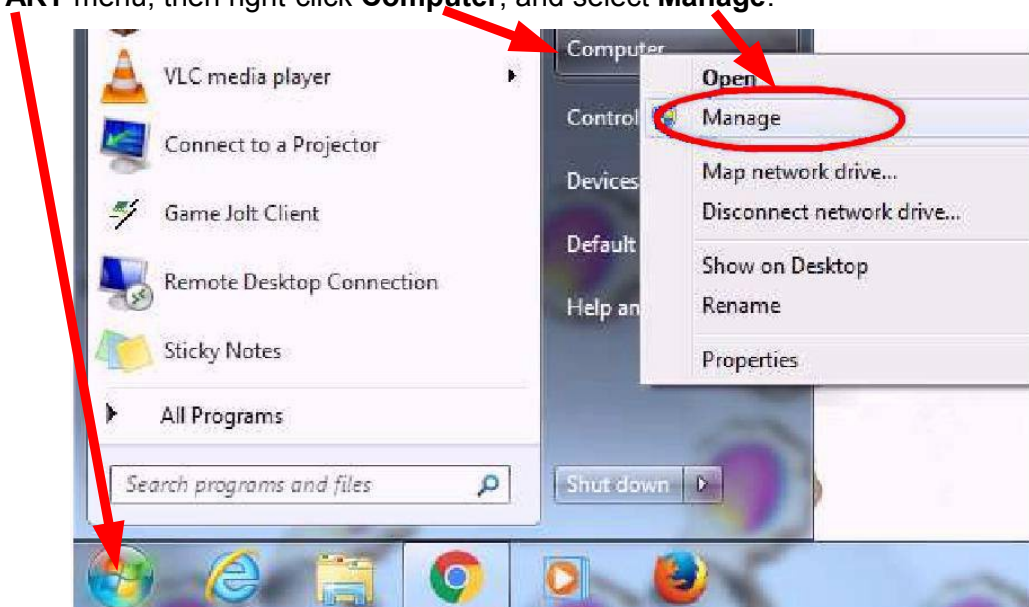 ART menu, then right-click Computer, and select Manage.
VLC media player
Connect to a Projector
Game Jolt Client
Remote Desktop Connection
Sticky Notes
All Programs
Search programs and files
Computer
Control
Devices
Default
Help an
Shut down
Open
Manage
Map network drive...
Disconnect network drive...
Show on Desktop
Rename
Properties